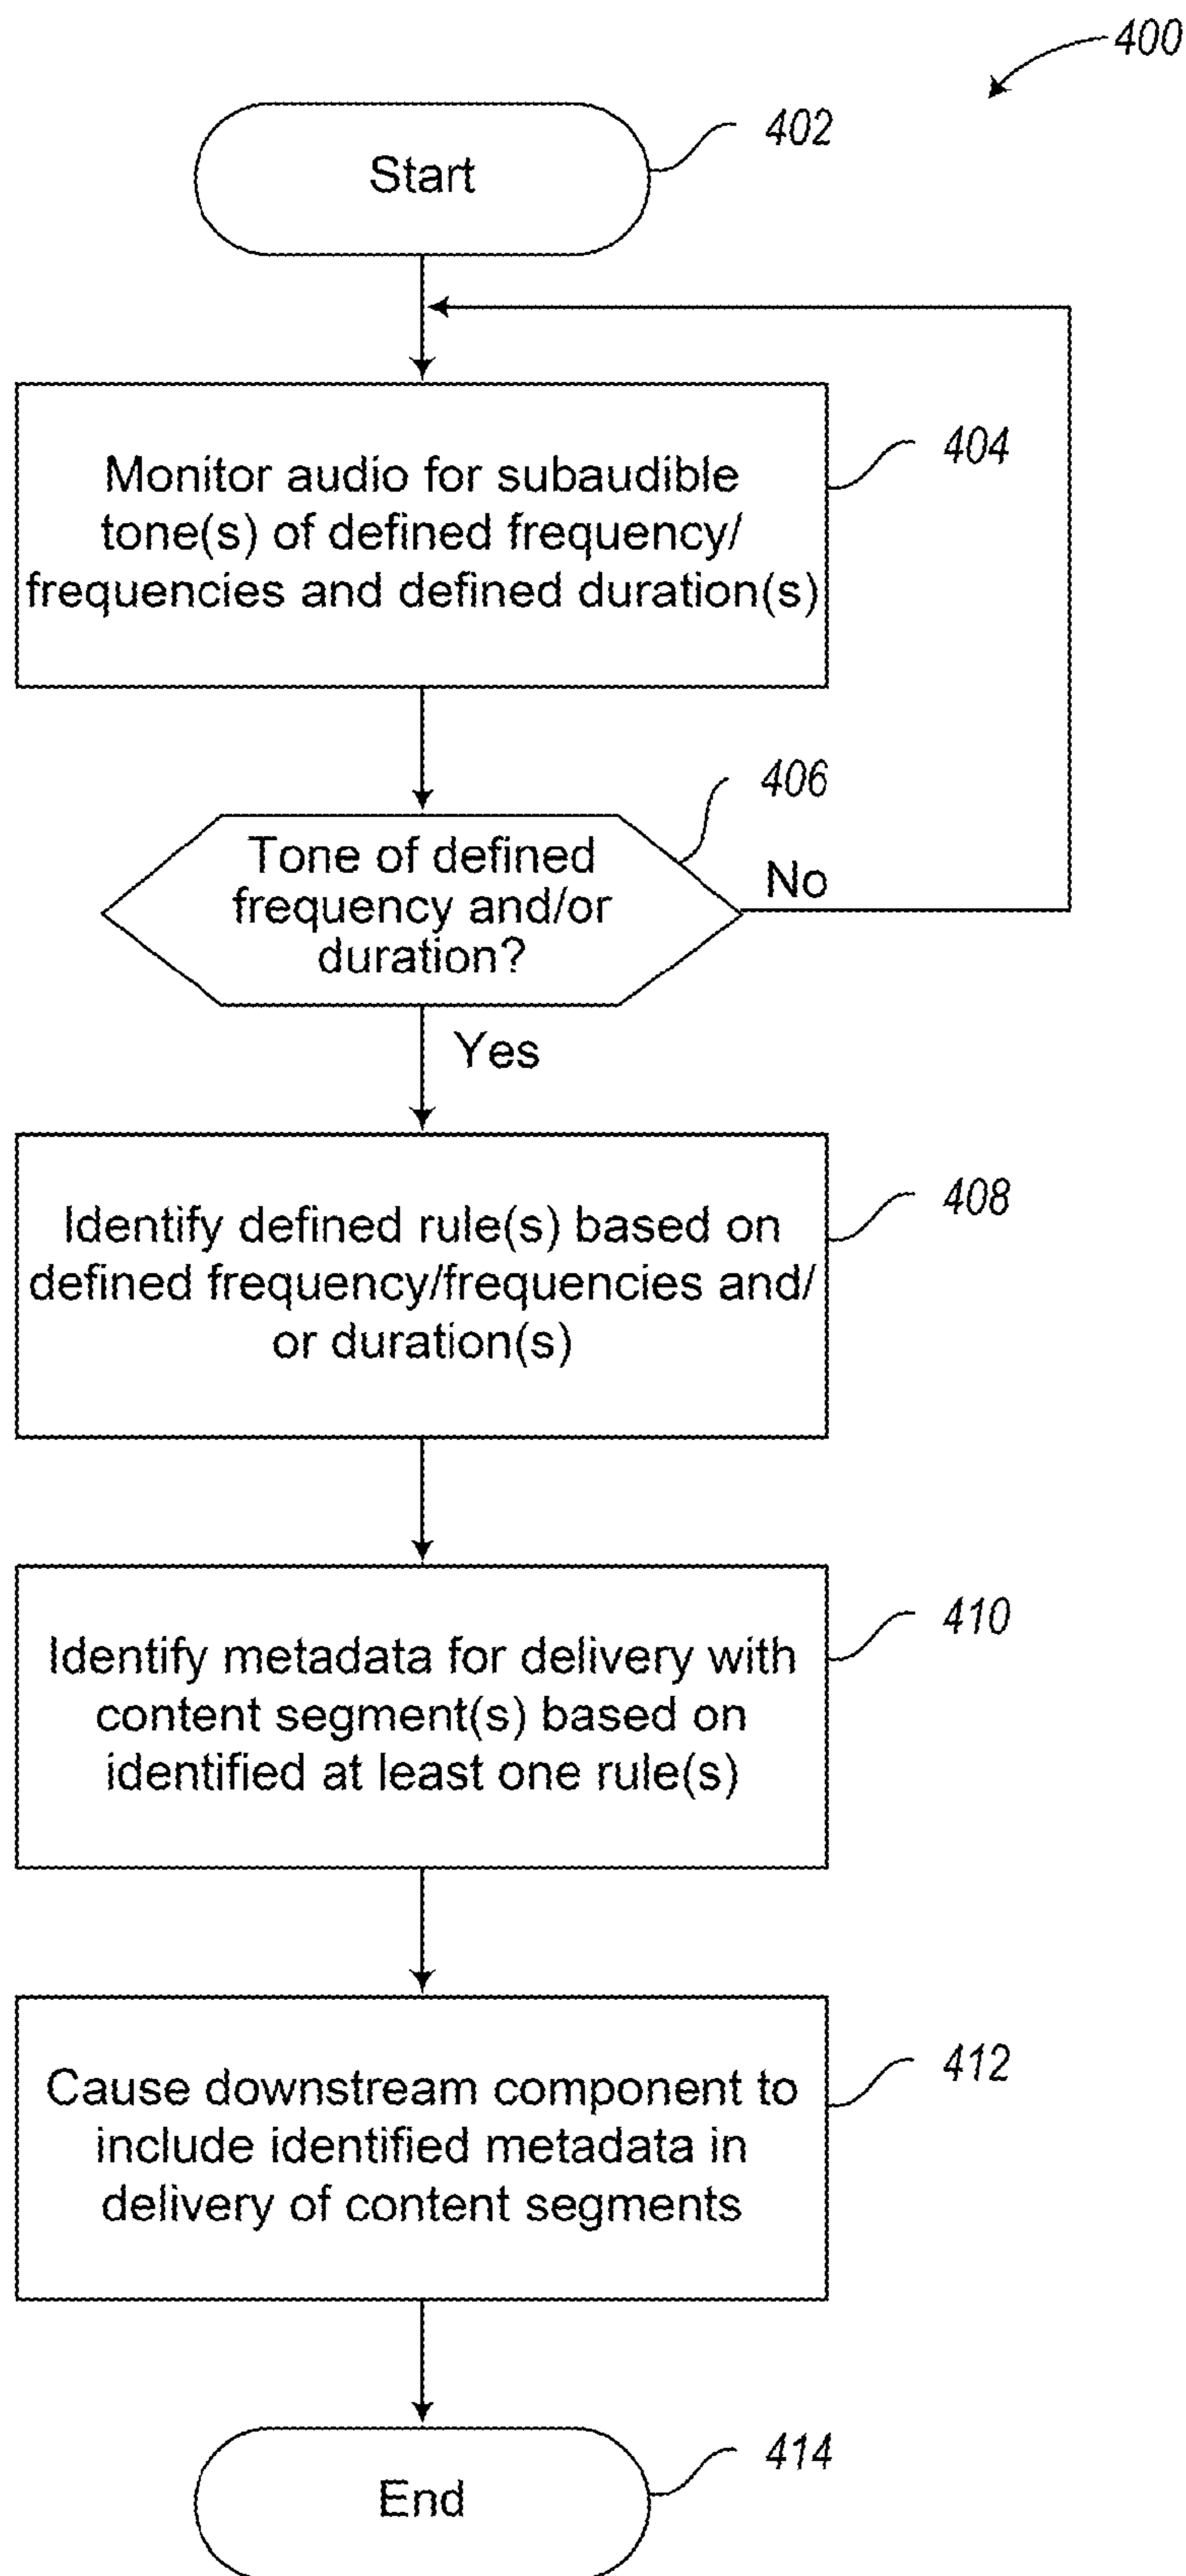 400
Start
402
Monitor audio for subaudible
tone(s) of defined frequency/
frequencies and defined duration(s)
404
Tone of defined
frequency and/or
duration?
406
No
Yes
Identify defined rule(s) based on
defined frequency/frequencies and/
or duration(s)
408
Identify metadata for delivery with
content segment(s) based on
identified at least one rule(s)
410
Cause downstream component to
include identified metadata in
delivery of content segments
412
End
414